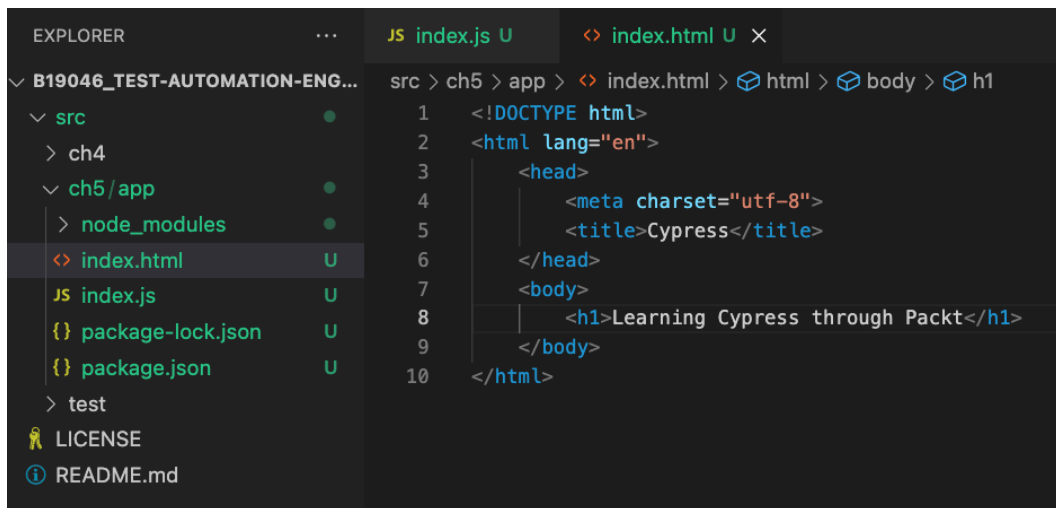 EXPLORER ...
B19046_TEST-AUTOMATION-ENG...
src
ch4
ch5/app
node_modules
index.html U
JS index.js U
{} package-lock.json U
{} package.json U
test
LICENSE
README.md
JS index.js U <> index.html U ×
src > ch5 > app > <> index.html > html > body > h1
1 <!DOCTYPE html>
2 <html lang="en">
3 <head>
4 <meta charset="utf-8">
5 <title>Cypress</title>
6 </head>
7 <body>
8 <h1>Learning Cypress through Packt</h1>
9 </body>
10 </html>